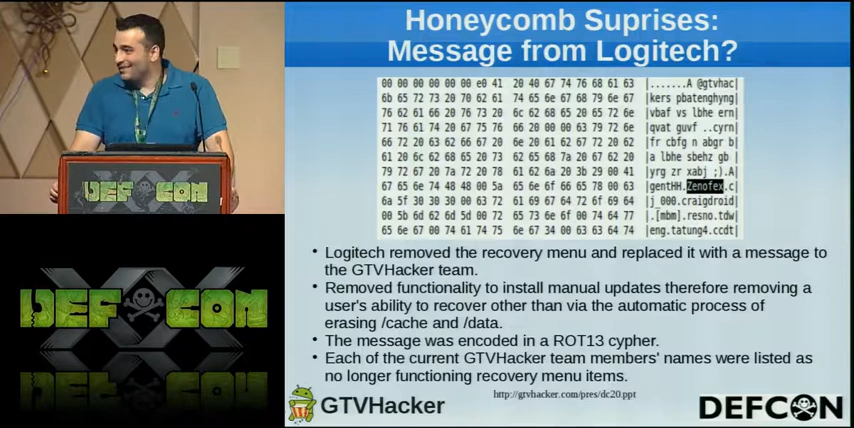 Honeycomb Suprises:
Message from Logitech?
00 00 00 00 00 00 e0 41  20 40 67 74 76 68 61 63 |.......A @gtvhac|
6b 65 72 73 20 70 62 61  74 65 6e 67 68 79 6e 67 |kers pbatenghyng|
76 62 61 66 20 76 73 20  6c 62 68 65 20 65 72 6e |vbaf vs lbhe ern|
71 76 61 74 20 67 75 76  66 20 00 00 63 79 72 6e |qvat guvf ..cyrn|
66 72 20 63 62 66 67 20  6e 20 61 62 67 72 20 62 |fr cbfg n abgr b|
61 20 6c 62 68 65 20 73  62 65 68 7a 20 67 62 20 |a lbhe sbehz gb |
79 72 67 20 7a 72 20 78  61 62 6a 20 3b 29 00 41 |yrg zr xabj ;).A|
67 65 6e 74 48 48 00 5a  65 6e 6f 66 65 78 00 63 |gentHH.Zenofex.c|
6a 5f 30 30 30 00 63 72  61 69 67 64 72 6f 69 64 |j_000.craigdroid|
00 5b 6d 62 6d 5d 00 72  65 73 6e 6f 00 74 64 77 |.[mbm].resno.tdw|
65 6e 67 00 74 61 74 75  6e 67 34 00 63 63 64 74 |eng.tatung4.ccdt|
• Logitech removed the recovery menu and replaced it with a message to
the GTVHacker team.
• Removed functionality to install manual updates therefore removing a
user's ability to recover other than via the automatic process of
erasing /cache and /data.
• The message was encoded in a ROT13 cypher.
• Each of the current GTVHacker team members' names were listed as
no longer functioning recovery menu items.
GTVHacker
http://gtvhacker.com/pres/dc20.ppt
DEFCON
DEF CON
XX
DEF CON